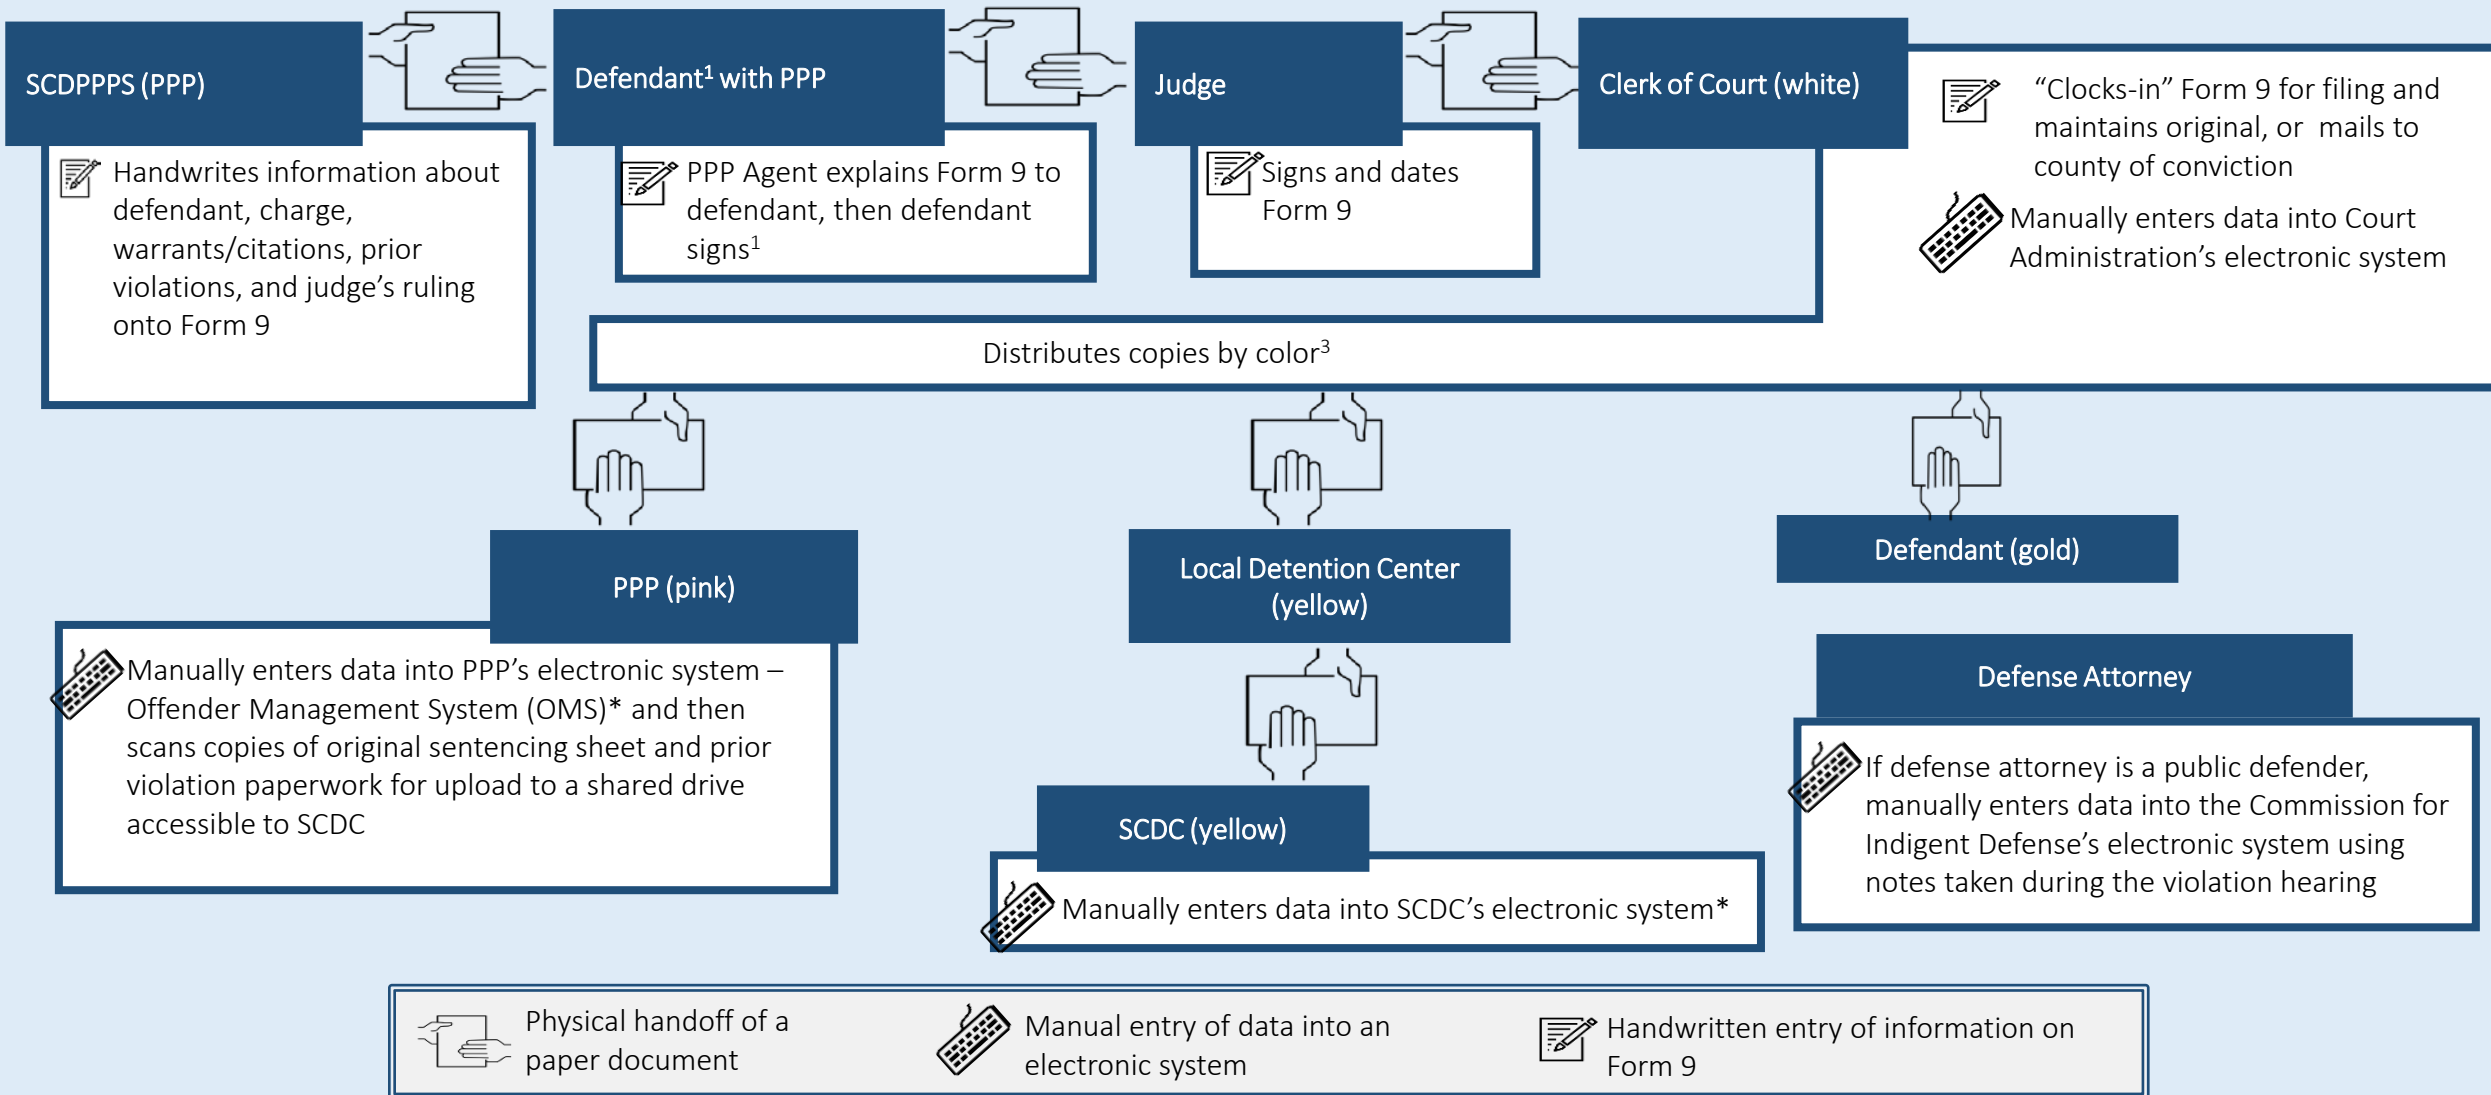 SCDPPPS (PPP)
Handwrites information about
defendant, charge,
warrants/citations, prior
violations, and judge’s ruling
onto Form 9
Defendant¹ with PPP
PPP Agent explains Form 9 to
defendant, then defendant
signs¹
Judge
Signs and dates
Form 9
Clerk of Court (white)
“Clocks-in” Form 9 for filing and
maintains original, or mails to
county of conviction
Manually enters data into Court
Administration’s electronic system
Distributes copies by color³
PPP (pink)
Manually enters data into PPP’s electronic system –
Offender Management System (OMS)* and then
scans copies of original sentencing sheet and prior
violation paperwork for upload to a shared drive
accessible to SCDC
Local Detention Center
(yellow)
SCDC (yellow)
Manually enters data into SCDC’s electronic system*
Defendant (gold)
Defense Attorney
If defense attorney is a public defender,
manually enters data into the Commission for
Indigent Defense’s electronic system using
notes taken during the violation hearing
Physical handoff of a
paper document
Manual entry of data into an
electronic system
Handwritten entry of information on
Form 9